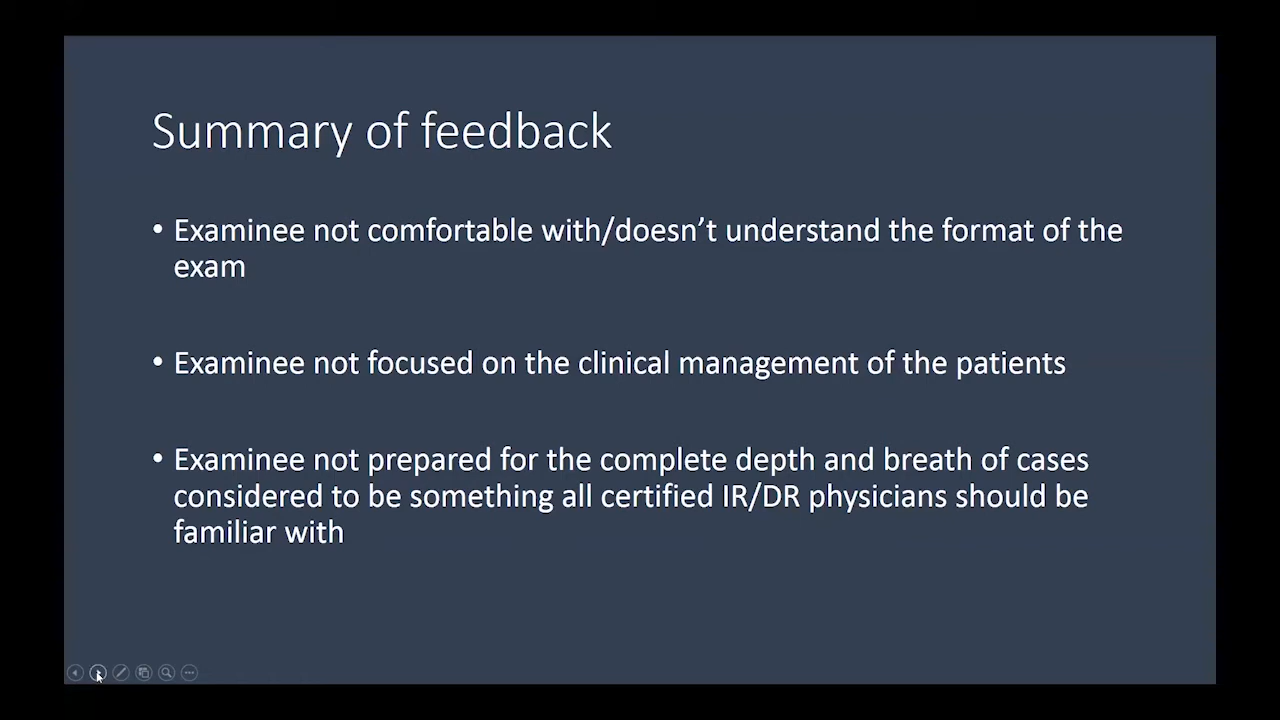 Summary of feedback
• Examinee not comfortable with/doesn’t understand the format of the
exam
• Examinee not focused on the clinical management of the patients
• Examinee not prepared for the complete depth and breath of cases
considered to be something all certified IR/DR physicians should be
familiar with